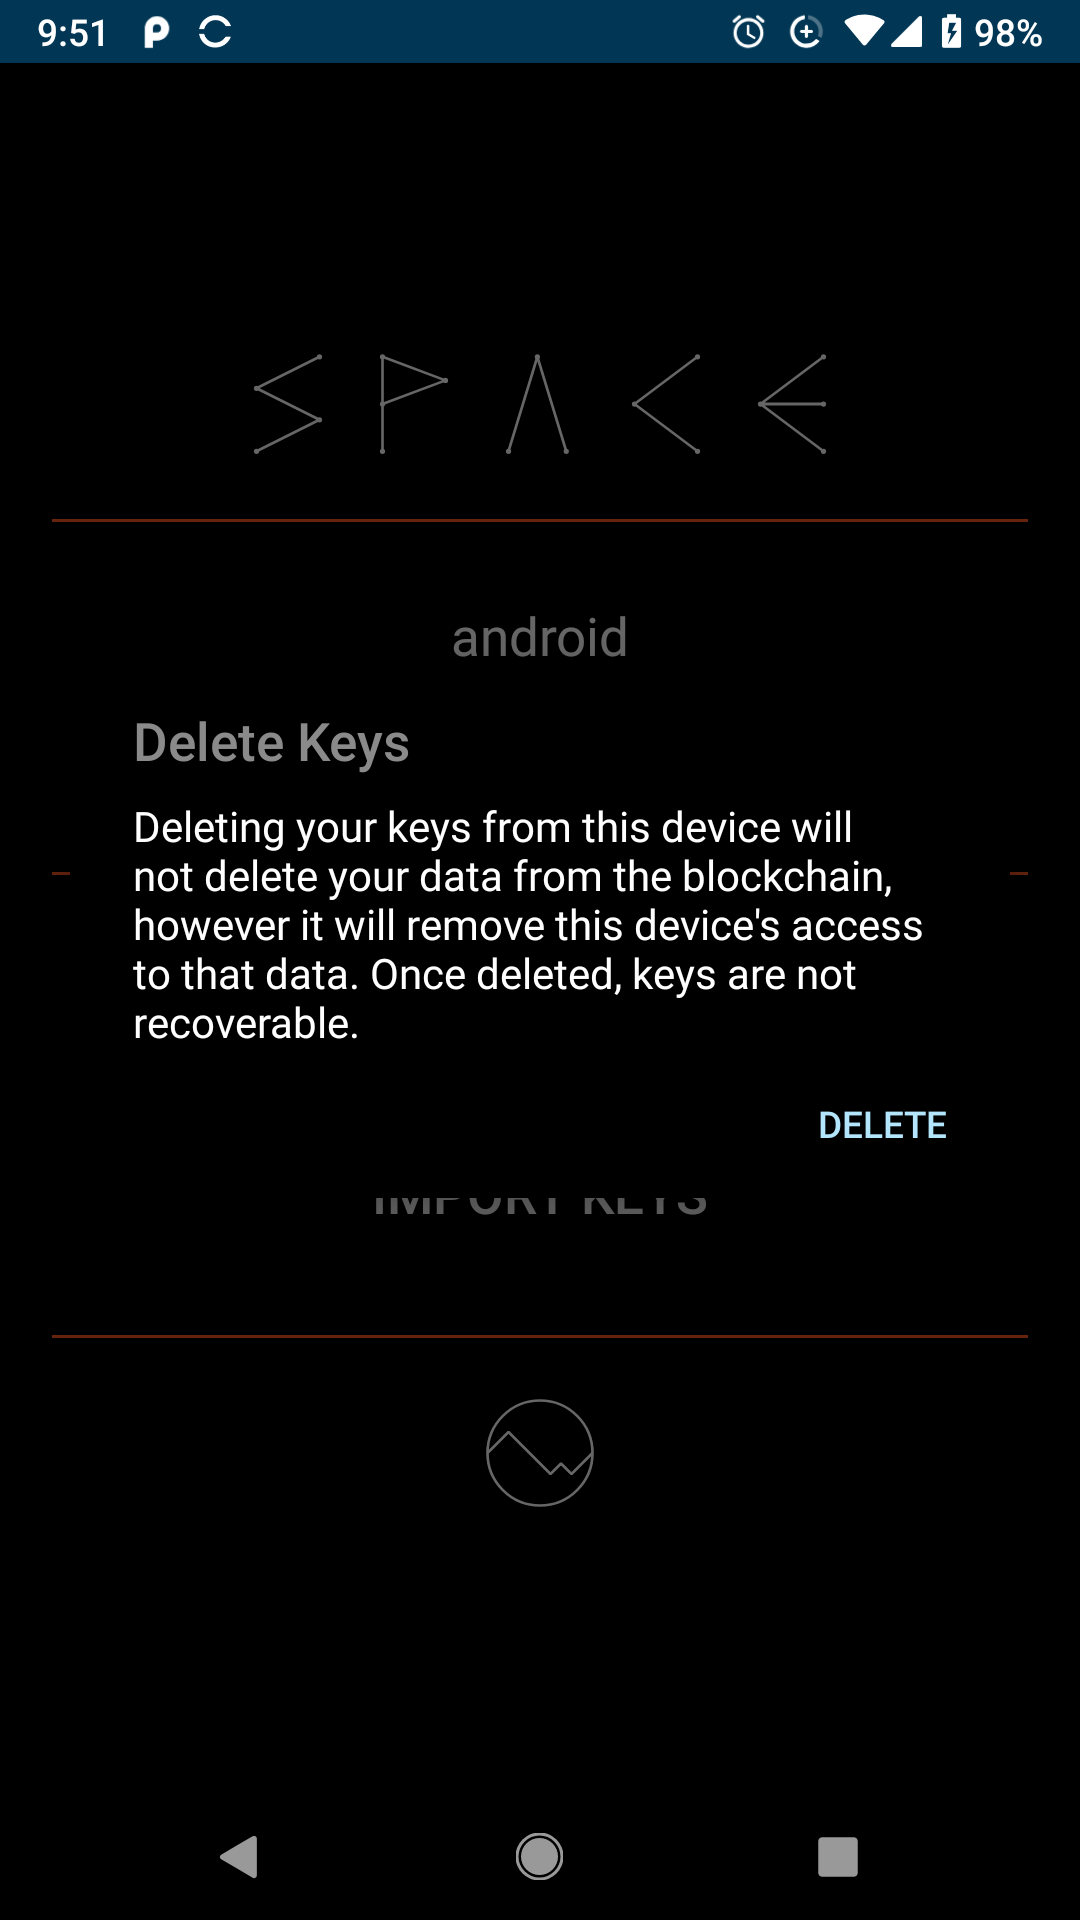 9:51
98%
SPACE
android
Delete Keys
Deleting your keys from this device will
not delete your data from the blockchain,
however it will remove this device's access
to that data. Once deleted, keys are not
recoverable.
DELETE
IMPORT KEYS